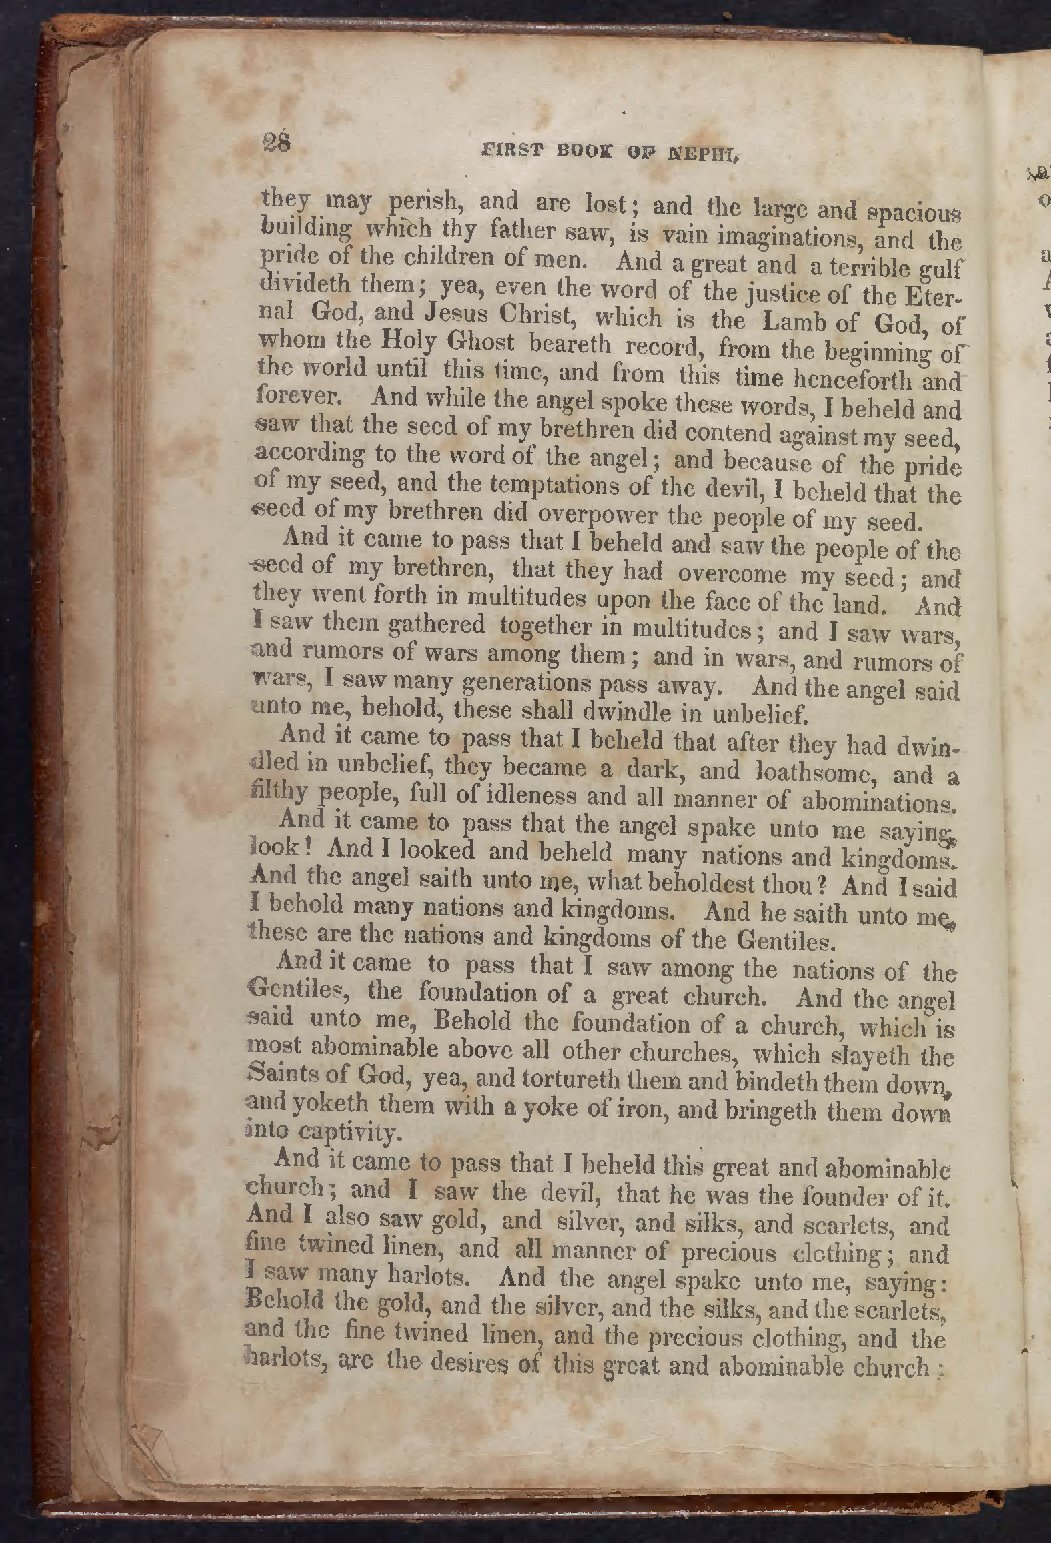 28
FIRST BOOK OF NEPHI,
they may perish, and are lost; and the large and spacious
building which thy father saw, is vain imaginations, and the
pride of the children of men. And a great and a terrible gulf
divideth them; yea, even the word of the justice of the Eter-
nal God, and Jesus Christ, which is the Lamb of God, of
whom the Holy Ghost beareth record, from the beginning of
the world until this time, and from this time henceforth and
forever. And while the angel spoke these words, I beheld and
saw that the seed of my brethren did contend against my seed,
according to the word of the angel; and because of the pride
of my seed, and the temptations of the devil, I beheld that the
seed of my brethren did overpower the people of my seed.
And it came to pass that I beheld and saw the people of the
seed of my brethren, that they had overcome my seed; and
they went forth in multitudes upon the face of the land. And
I saw them gathered together in multitudes; and I saw wars,
and rumors of wars among them; and in wars, and rumors of
wars, I saw many generations pass away. And the angel said
unto me, behold, these shall dwindle in unbelief.
And it came to pass that I beheld that after they had dwin-
dled in unbelief, they became a dark, and loathsome, and a
filthy people, full of idleness and all manner of abominations.
And it came to pass that the angel spake unto me saying,
look! And I looked and beheld many nations and kingdoms.
And the angel saith unto me, what beholdest thou? And I said
I behold many nations and kingdoms. And he saith unto me,
these are the nations and kingdoms of the Gentiles.
And it came to pass that I saw among the nations of the
Gentiles, the foundation of a great church. And the angel
said unto me, Behold the foundation of a church, which is
most abominable above all other churches, which slayeth the
Saints of God, yea, and tortureth them and bindeth them down,
and yoketh them with a yoke of iron, and bringeth them down
into captivity.
And it came to pass that I beheld this great and abominable
church; and I saw the devil, that he was the founder of it.
And I also saw gold, and silver, and silks, and scarlets, and
fine twined linen, and all manner of precious clothing; and
I saw many harlots. And the angel spake unto me, saying:
Behold the gold, and the silver, and the silks, and the scarlets,
and the fine twined linen, and the precious clothing, and the
harlots, are the desires of this great and abominable church: